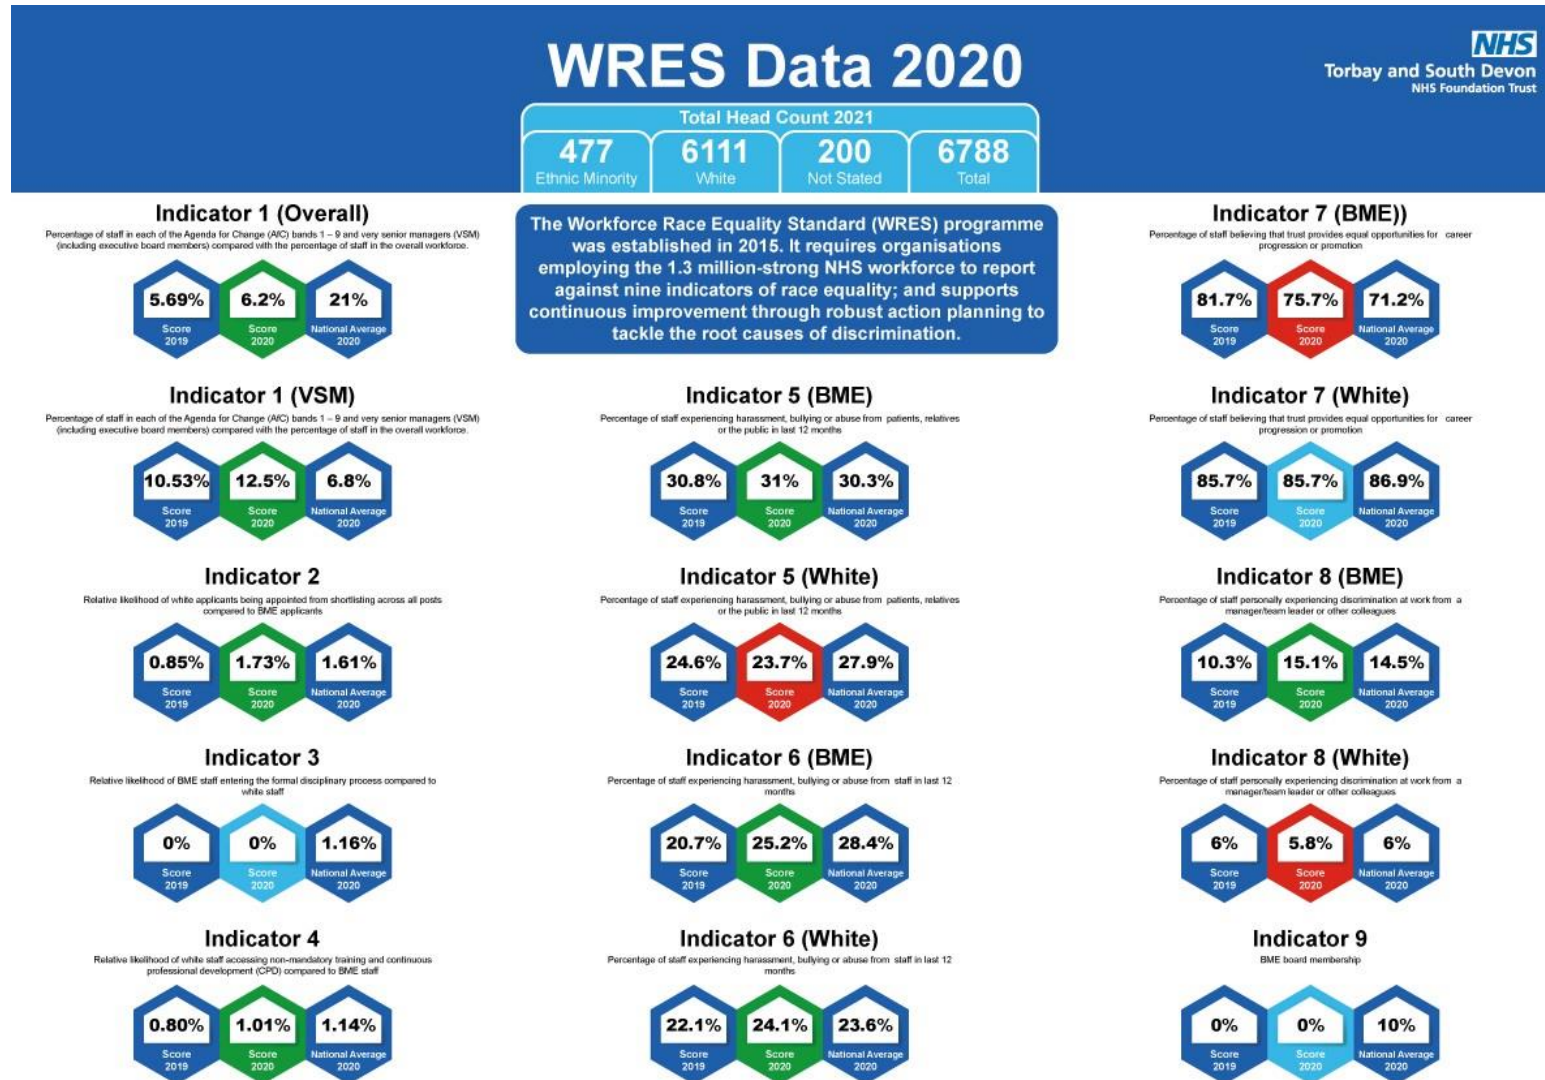 WRES Data 2020
NHS
Torbay and South Devon
NHS Foundation Trust
Total Head Count 2021
477
Ethnic Minority
6111
White
200
Not Stated
6788
Total
The Workforce Race Equality Standard (WRES) programme
was established in 2015. It requires organisations
employing the 1.3 million-strong NHS workforce to report
against nine indicators of race equality; and supports
continuous improvement through robust action planning to
tackle the root causes of discrimination.
Indicator 1 (Overall)
Percentage of staff in each of the Agenda for Change (AfC) bands 1 – 9 and very senior managers (VSM)
(including executive board members) compared with the percentage of staff in the overall workforce.
5.69% 6.2% 21%
Score Score National Average
2019 2020 2020
Indicator 1 (VSM)
Percentage of staff in each of the Agenda for Change (AfC) bands 1 – 9 and very senior managers (VSM)
(including executive board members) compared with the percentage of staff in the overall workforce.
10.53% 12.5% 6.8%
Score Score National Average
2019 2020 2020
Indicator 2
Relative likelihood of white applicants being appointed from shortlisting across all posts
compared to BME applicants
0.85% 1.73% 1.61%
Score Score National Average
2019 2020 2020
Indicator 3
Relative likelihood of BME staff entering the formal disciplinary process compared to
white staff
0% 0% 1.16%
Score Score National Average
2019 2020 2020
Indicator 4
Relative likelihood of white staff accessing non-mandatory training and continuous
professional development (CPD) compared to BME staff
0.80% 1.01% 1.14%
Score Score National Average
2019 2020 2020
Indicator 5 (BME)
Percentage of staff experiencing harassment, bullying or abuse from patients, relatives
or the public in last 12 months
30.8% 31% 30.3%
Score Score National Average
2019 2020 2020
Indicator 5 (White)
Percentage of staff experiencing harassment, bullying or abuse from patients, relatives
or the public in last 12 months
24.6% 23.7% 27.9%
Score Score National Average
2019 2020 2020
Indicator 6 (BME)
Percentage of staff experiencing harassment, bullying or abuse from staff in last 12
months
20.7% 25.2% 28.4%
Score Score National Average
2019 2020 2020
Indicator 6 (White)
Percentage of staff experiencing harassment, bullying or abuse from staff in last 12
months
22.1% 24.1% 23.6%
Score Score National Average
2019 2020 2020
Indicator 7 (BME))
Percentage of staff believing that trust provides equal opportunities for career
progression or promotion
81.7% 75.7% 71.2%
Score Score National Average
2019 2020 2020
Indicator 7 (White)
Percentage of staff believing that trust provides equal opportunities for career
progression or promotion
85.7% 85.7% 86.9%
Score Score National Average
2019 2020 2020
Indicator 8 (BME)
Percentage of staff personally experiencing discrimination at work from a
manager/team leader or other colleagues
10.3% 15.1% 14.5%
Score Score National Average
2019 2020 2020
Indicator 8 (White)
Percentage of staff personally experiencing discrimination at work from a
manager/team leader or other colleagues
6% 5.8% 6%
Score Score National Average
2019 2020 2020
Indicator 9
BME board membership
0% 0% 10%
Score Score National Average
2019 2020 2020